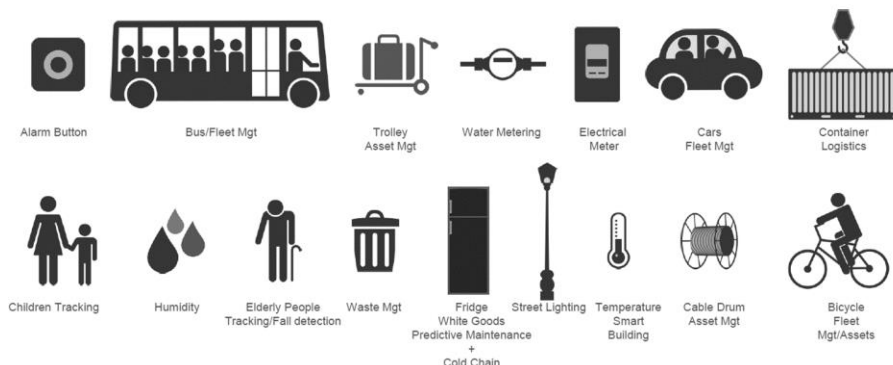 Alarm Button
Bus/Fleet Mgt
Trolley
Asset Mgt
Water Metering
Electrical
Meter
Cars
Fleet Mgt
Container
Logistics
Children Tracking
Humidity
Elderly People
Tracking/Fall detection
Waste Mgt
Fridge
White Goods
Predictive Maintenance
+
Cold Chain
Street Lighting
Temperature
Smart
Building
Cable Drum
Asset Mgt
Bicycle
Fleet
Mgt/Assets